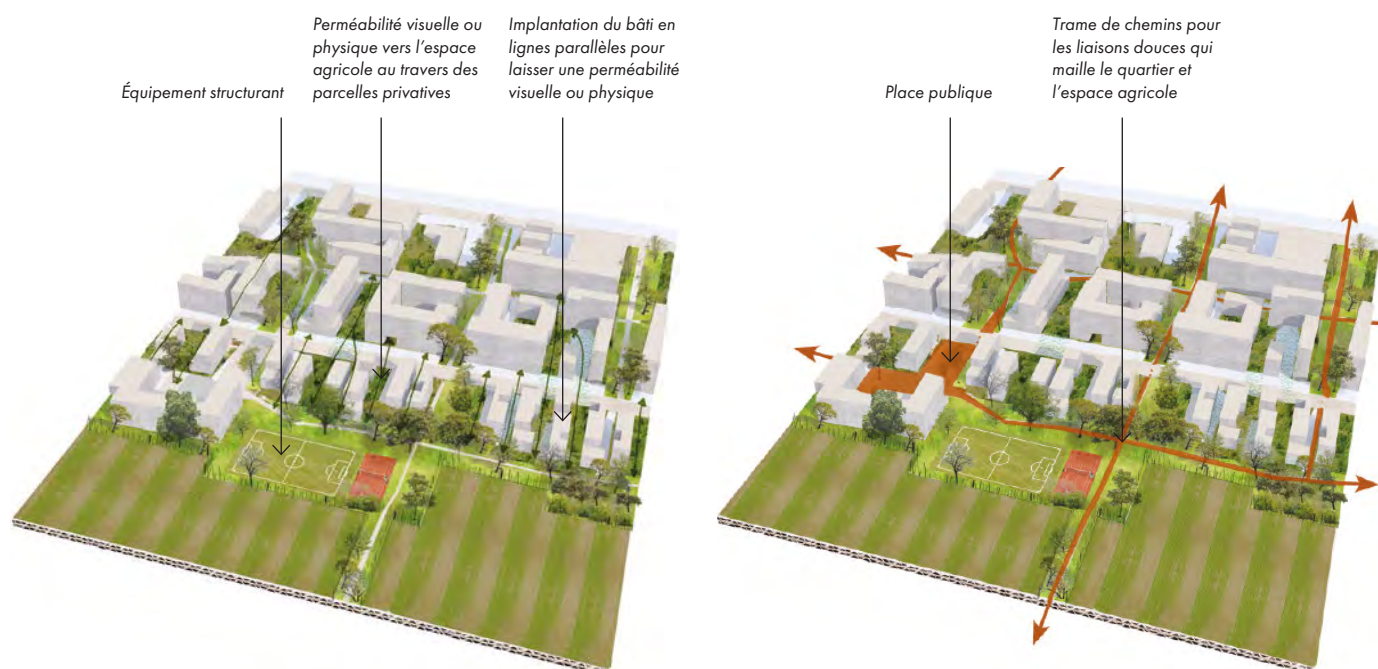 Équipement structurant
Perméabilité visuelle ou
physique vers l’espace
agricole au travers des
parcelles privatives
Implantation du bâti en
lignes parallèles pour
laisser une perméabilité
visuelle ou physique
Place publique
Trame de chemins pour
les liaisons douces qui
maille le quartier et
l’espace agricole